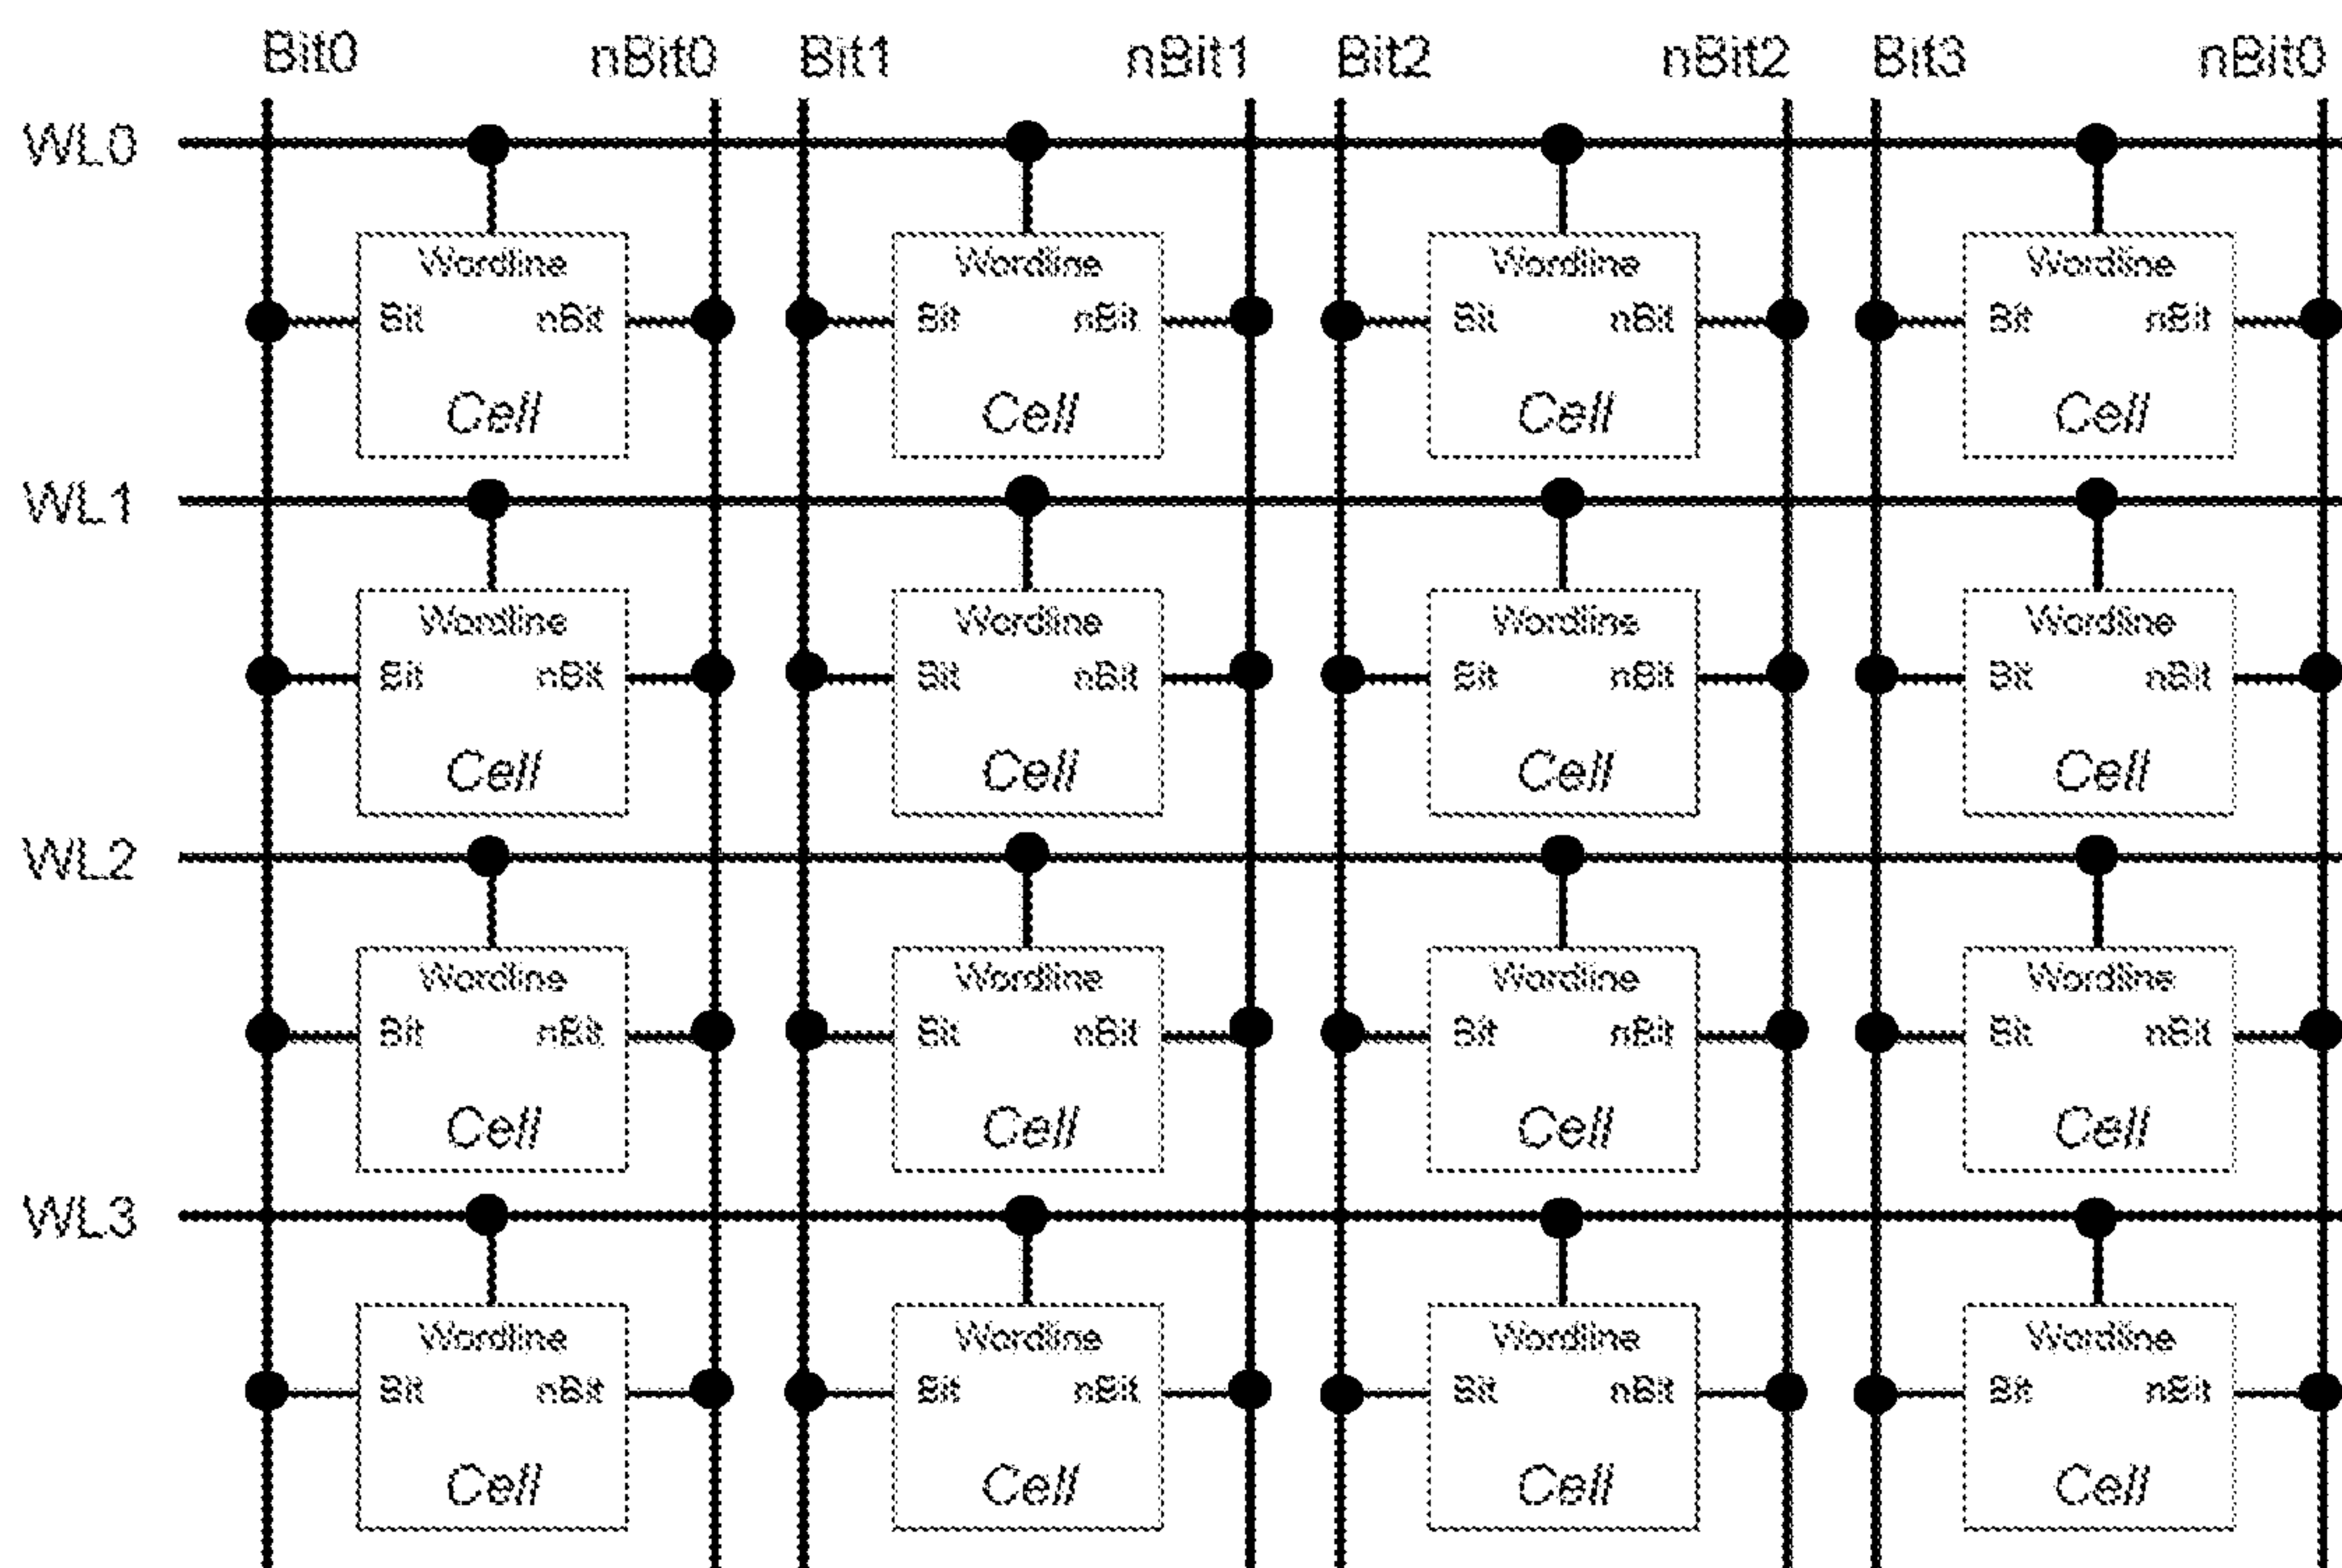 Bit0 nBit0 Bit1 nBit1 Bit2 nBit2 Bit3 nBit0
WL0
Wordline Wordline Wordline Wordline
Bit nBit Bit nBit Bit nBit Bit nBit
Cell Cell Cell Cell
WL1
Wordline Wordline Wordline Wordline
Bit nBit Bit nBit Bit nBit Bit nBit
Cell Cell Cell Cell
WL2
Wordline Wordline Wordline Wordline
Bit nBit Bit nBit Bit nBit Bit nBit
Cell Cell Cell Cell
WL3
Wordline Wordline Wordline Wordline
Bit nBit Bit nBit Bit nBit Bit nBit
Cell Cell Cell Cell